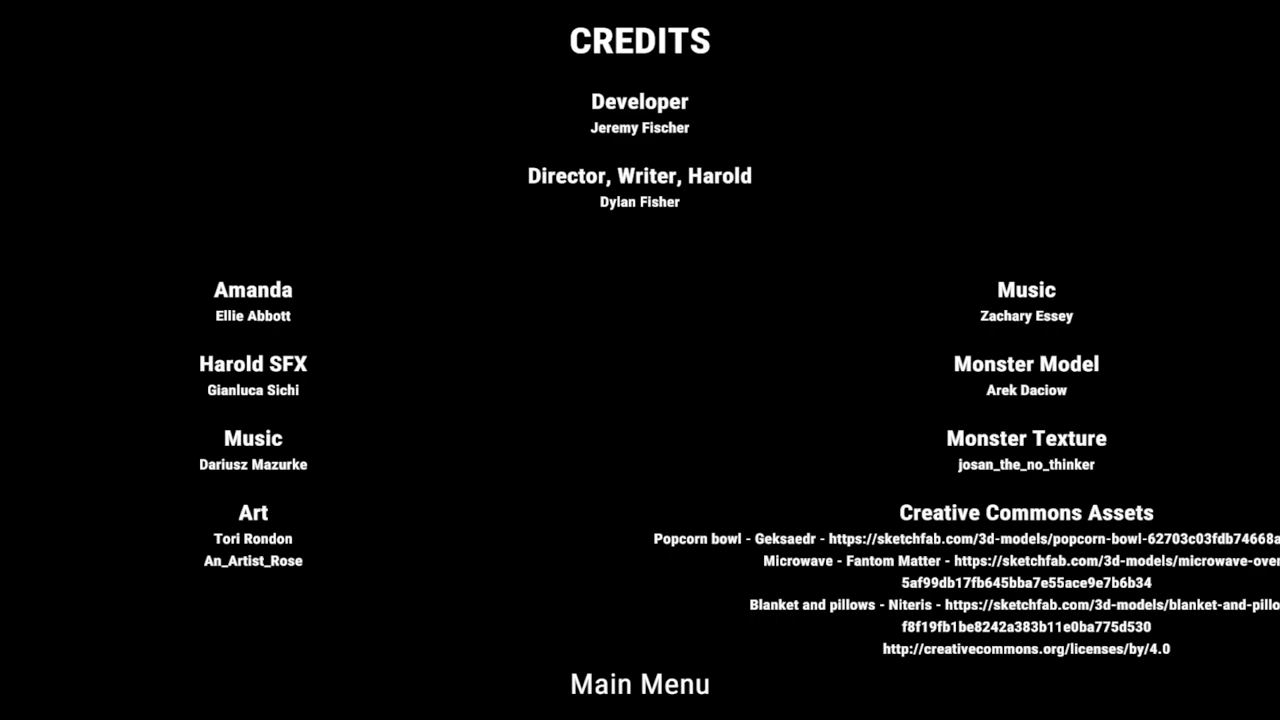 CREDITS
Developer
Jeremy Fischer
Director, Writer, Harold
Dylan Fisher
Amanda
Ellie Abbott
Harold SFX
Gianluca Sichi
Music
Dariusz Mazurke
Art
Tori Rondon
An_Artist_Rose
Music
Zachary Essey
Monster Model
Arek Daciow
Monster Texture
josan_the_no_thinker
Creative Commons Assets
Popcorn bowl - Geksaedr - https://sketchfab.com/3d-models/popcorn-bowl-62703c03fdb74668a
Microwave - Fantom Matter - https://sketchfab.com/3d-models/microwave-over
5af99db17fb645bba7e55ace9e7b6b34
Blanket and pillows - Niteris - https://sketchfab.com/3d-models/blanket-and-pillo
f8f19fb1be8242a383b11e0ba775d530
http://creativecommons.org/licenses/by/4.0
Main Menu